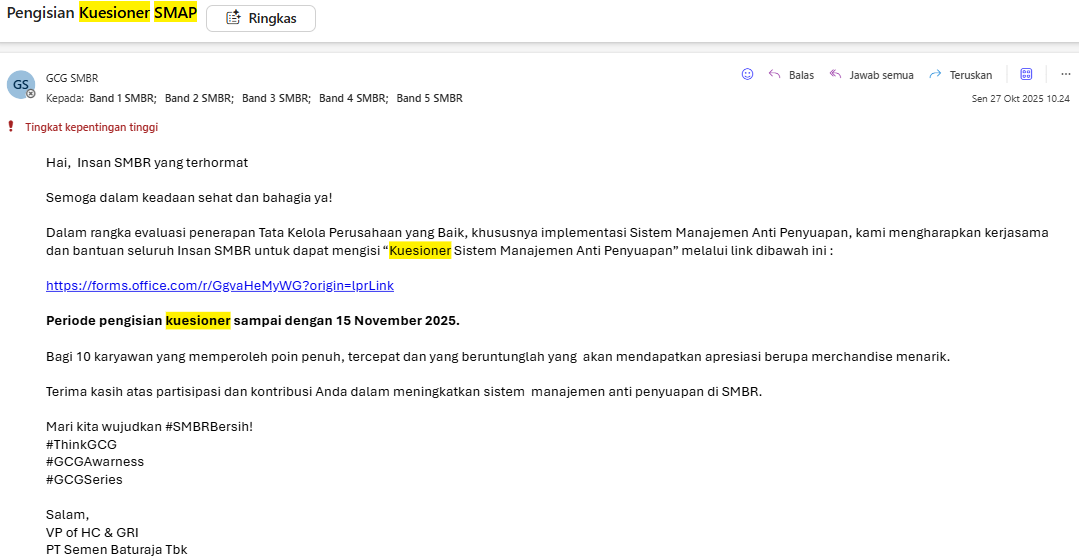 Pengisian Kuesioner SMAP
Ringkas
GS
GCG SMBR
Balas
Jawab semua
Teruskan
Kepada: Band 1 SMBR; Band 2 SMBR; Band 3 SMBR; Band 4 SMBR; Band 5 SMBR
Sen 27 Okt 2025 10.24
Tingkat kepentingan tinggi
Hai, Insan SMBR yang terhormat
Semoga dalam keadaan sehat dan bahagia ya!
Dalam rangka evaluasi penerapan Tata Kelola Perusahaan yang Baik, khususnya implementasi Sistem Manajemen Anti Penyuapan, kami mengharapkan kerjasama
dan bantuan seluruh Insan SMBR untuk dapat mengisi “Kuesioner Sistem Manajemen Anti Penyuapan” melalui link dibawah ini :
https://forms.office.com/r/GgvaHeMyWG?origin=lprLink
Periode pengisian kuesioner sampai dengan 15 November 2025.
Bagi 10 karyawan yang memperoleh poin penuh, tercepat dan yang beruntunglah yang akan mendapatkan apresiasi berupa merchandise menarik.
Terima kasih atas partisipasi dan kontribusi Anda dalam meningkatkan sistem manajemen anti penyuapan di SMBR.
Mari kita wujudkan #SMBRBersih!
#ThinkGCG
#GCGAwarness
#GCGSeries
Salam,
VP of HC & GRI
PT Semen Baturaja Tbk